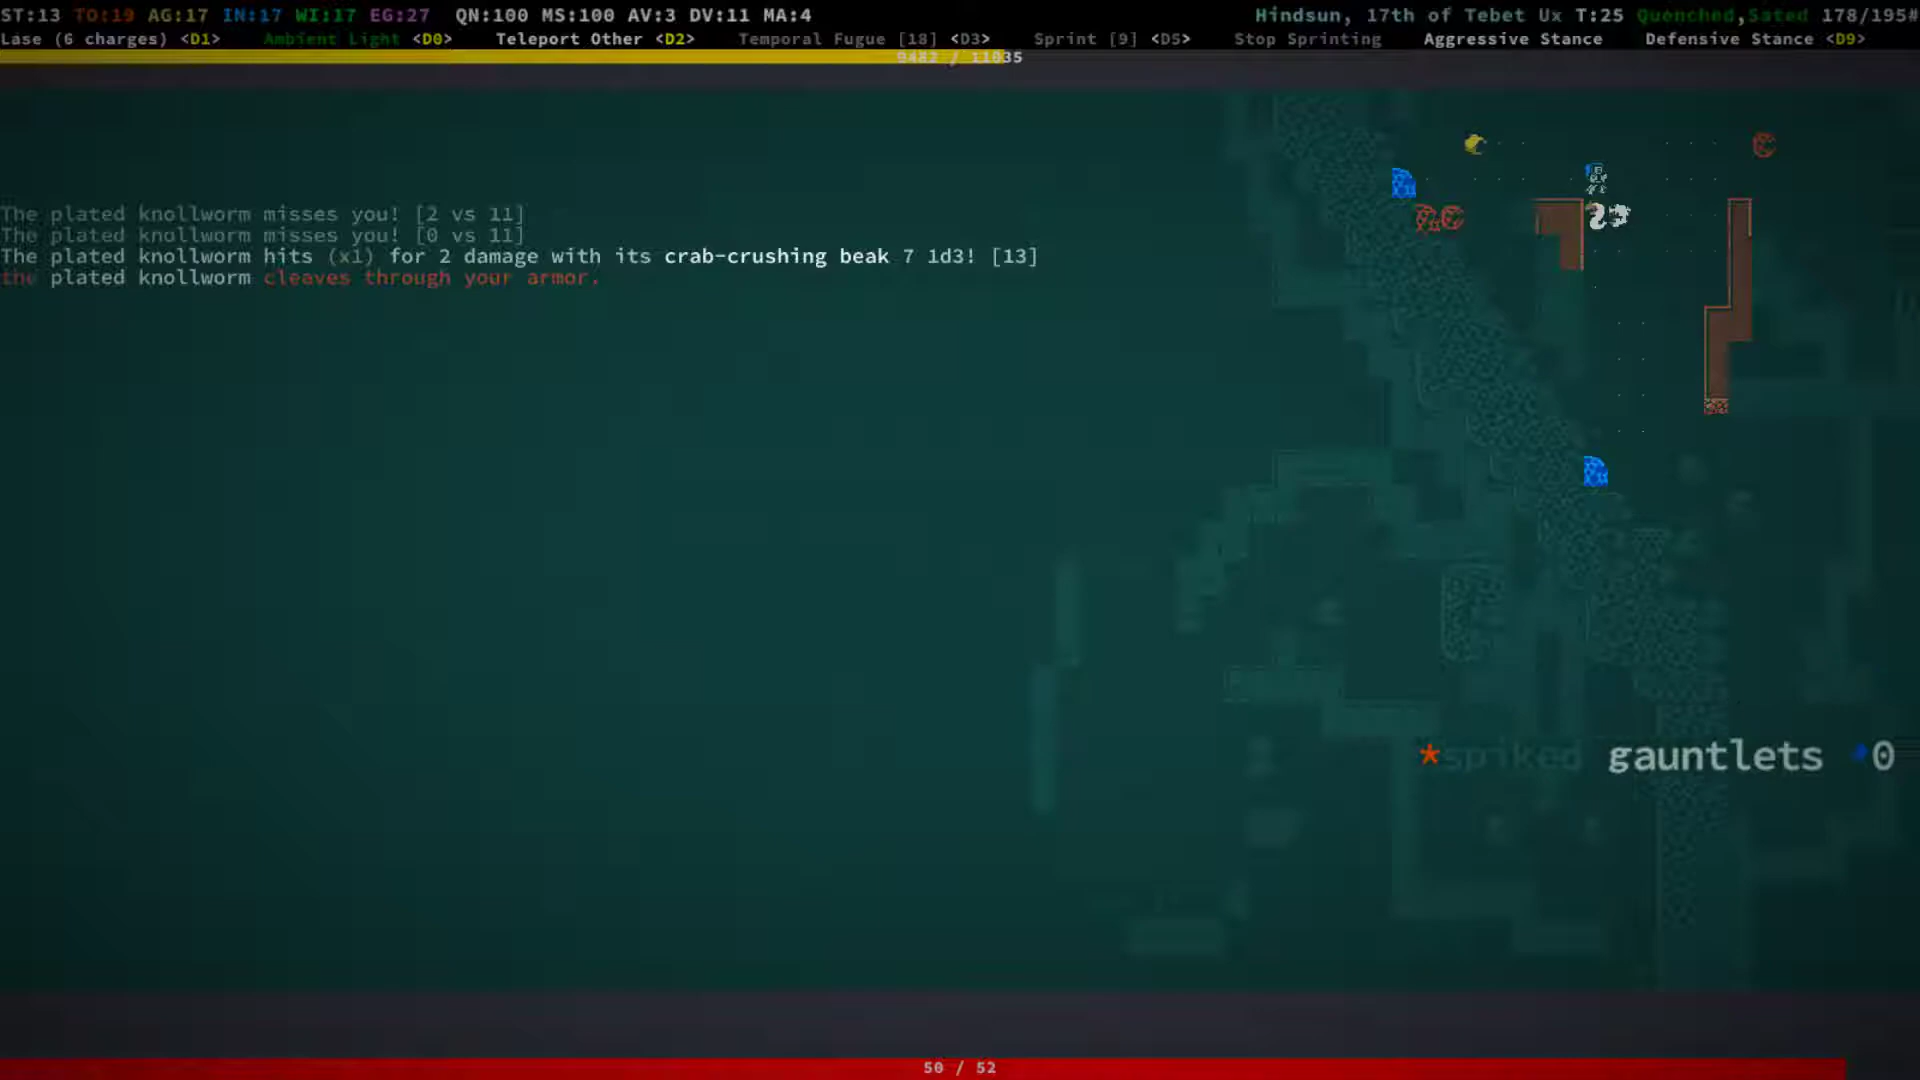 ST:13 TO:19 AG:17 IN:17 WI:17 EG:27 QN:100 MS:100 AV:3 DV:11 MA:4 Hindsun, 17th of Tebet Ux T:25 Quenched,Sated 178/195#
Lase (6 charges) <D1> Ambient Light <D0> Teleport Other <D2> Temporal Fugue [18] <D3> Sprint [9] <D5> Stop Sprinting Aggressive Stance Defensive Stance <D9>
9482 / 11035
The plated knollworm misses you! [2 vs 11]
The plated knollworm misses you! [0 vs 11]
The plated knollworm hits (x1) for 2 damage with its crab-crushing beak 7 1d3! [13]
the plated knollworm cleaves through your armor.
*spiked gauntlets ♦0
50 / 52